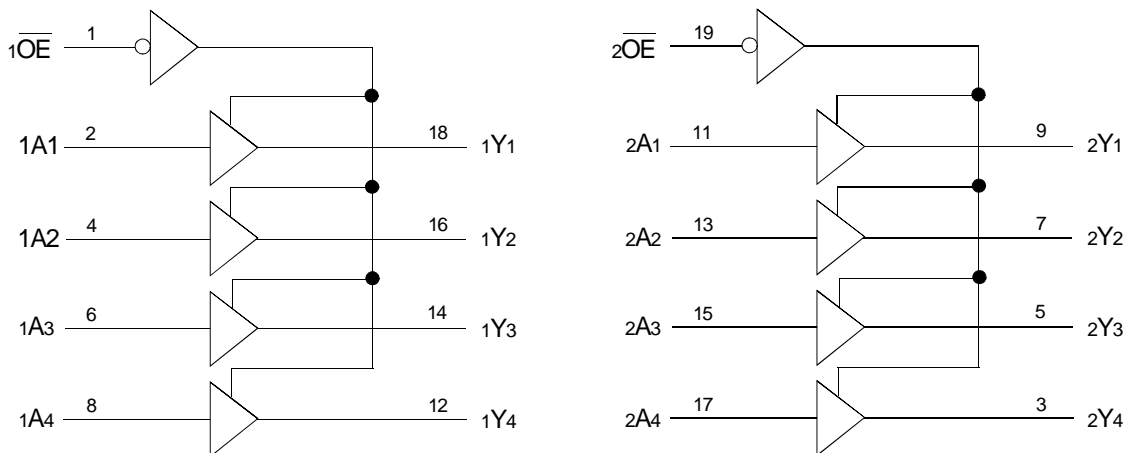 1OE 1
1A1 2 18 1Y1
1A2 4 16 1Y2
1A3 6 14 1Y3
1A4 8 12 1Y4
2OE 19
2A1 11 9 2Y1
2A2 13 7 2Y2
2A3 15 5 2Y3
2A4 17 3 2Y4